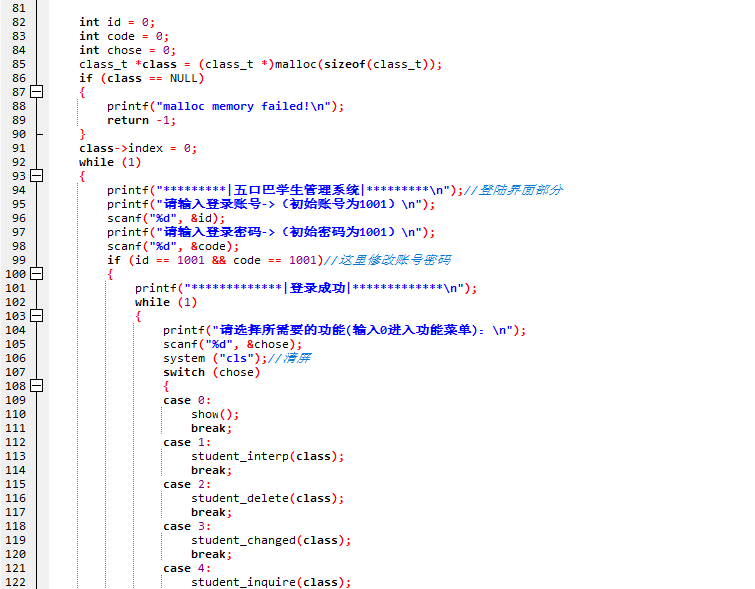 81
82 int id = 0;
83 int code = 0;
84 int chose = 0;
85 class_t *class = (class_t *)malloc(sizeof(class_t));
86 if (class == NULL)
87 {
88 printf("malloc memory failed!\n");
89 return -1;
90 }
91 class->index = 0;
92 while (1)
93 {
94 printf("*********|五口巴学生管理系统|*********\n");//登陆界面部分
95 printf("请输入登录账号->（初始账号为1001）\n");
96 scanf("%d", &id);
97 printf("请输入登录密码->（初始密码为1001）\n");
98 scanf("%d", &code);
99 if (id == 1001 && code == 1001)//这里修改账号密码
100 {
101 printf("*************|登录成功|*************\n");
102 while (1)
103 {
104 printf("请选择所需要的功能(输入0进入功能菜单)：\n");
105 scanf("%d", &chose);
106 system ("cls");//清屏
107 switch (chose)
108 {
109 case 0:
110 show();
111 break;
112 case 1:
113 student_interp(class);
114 break;
115 case 2:
116 student_delete(class);
117 break;
118 case 3:
119 student_changed(class);
120 break;
121 case 4:
122 student_inquire(class);